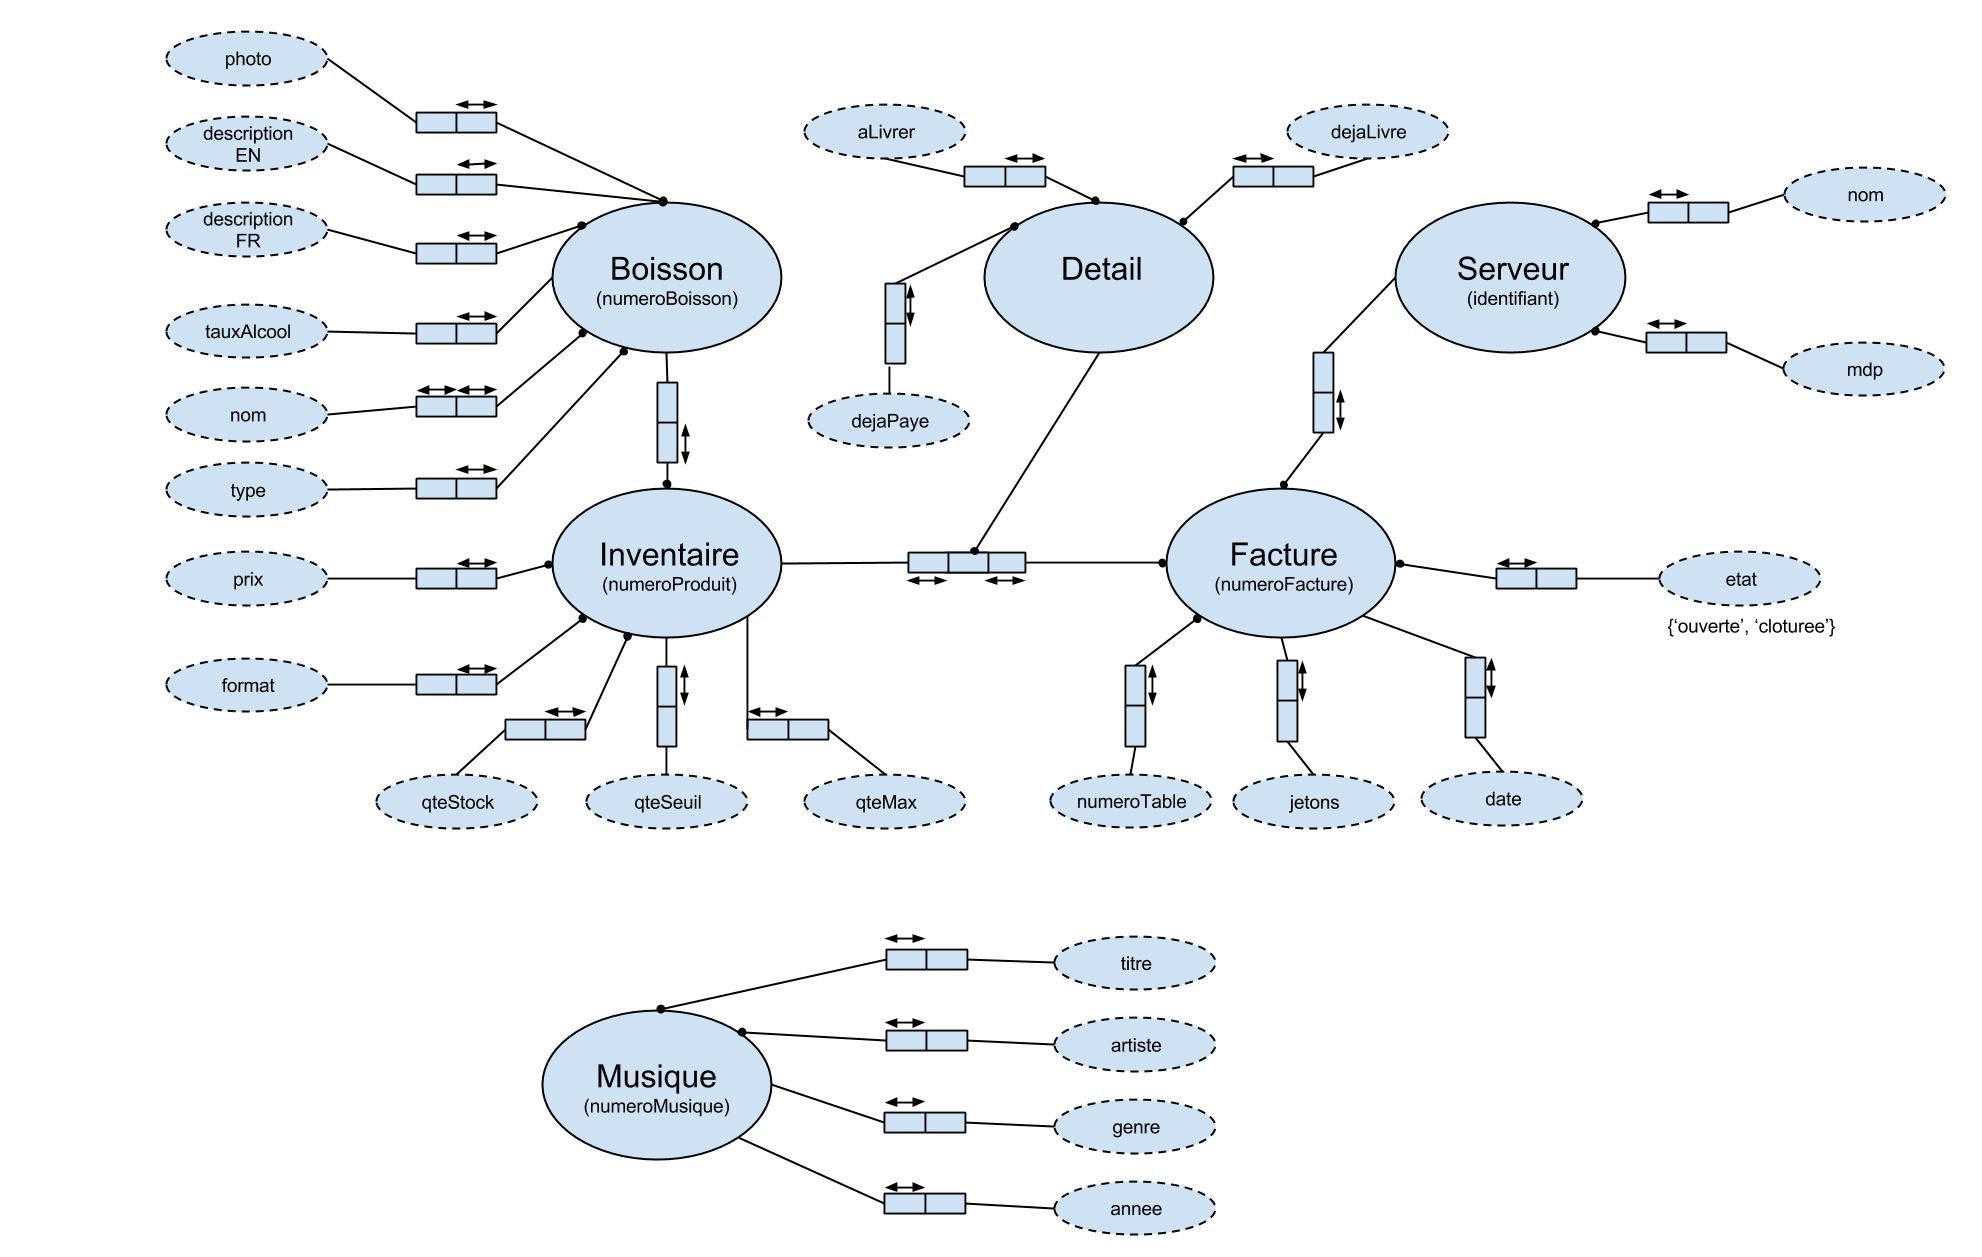 photo
description
EN
description
FR
tauxAlcool
nom
type
prix
format
Boisson
(numeroBoisson)
Inventaire
(numeroProduit)
qteStock
qteSeuil
qteMax
aLivrer
dejaLivre
Detail
dejaPaye
Serveur
(identifiant)
nom
mdp
Facture
(numeroFacture)
etat
{‘ouverte’, ‘cloturee’}
numeroTable
jetons
date
Musique
(numeroMusique)
titre
artiste
genre
annee